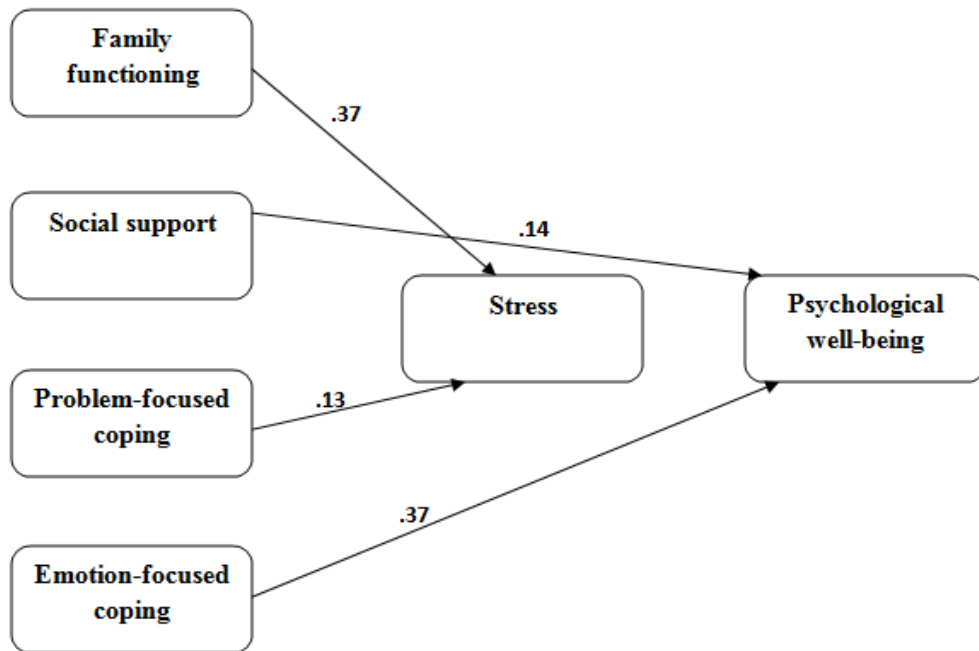 Family
functioning
.37
Social support
.14
Stress
Psychological
well-being
Problem-focused
coping
.13
.37
Emotion-focused
coping